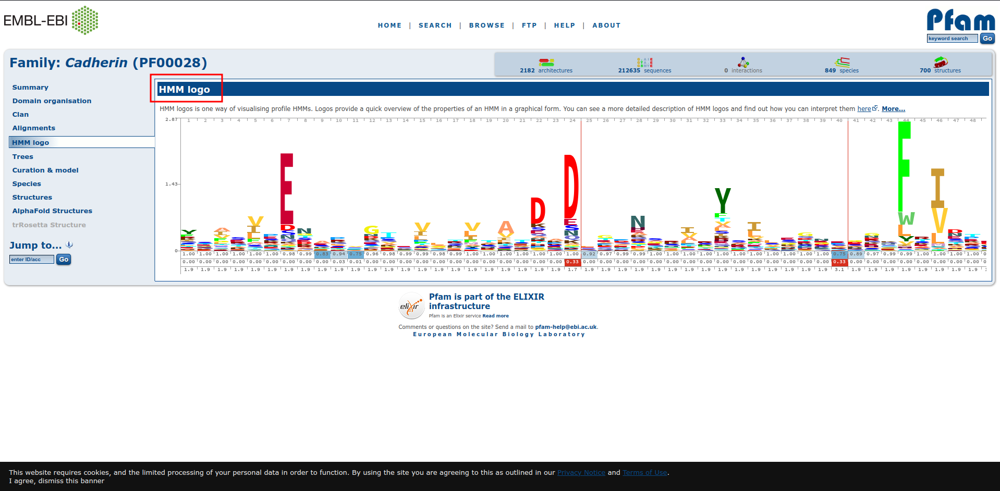 EMBL-EBI
HOME | SEARCH | BROWSE | FTP | HELP | ABOUT
Pfam
keyword search Go
Family: Cadherin (PF00028)
2182 architectures 212635 sequences 0 interactions 849 species 700 structures
Summary
Domain organisation
Clan
Alignments
HMM logo
Trees
Curation & model
Species
Structures
AlphaFold Structures
trRosetta Structure
Jump to...
enter ID/acc Go
HMM logo
HMM logos is one way of visualising profile HMMs. Logos provide a quick overview of the properties of an HMM in a graphical form. You can see a more detailed description of HMM logos and find out how you can interpret them here. More...
2.87 1 2 3 4 5 6 7 8 9 10 11 12 13 14 15 16 17 18 19 20 21 22 23 24 25 26 27 28 29 30 31 32 33 34 35 36 37 38 39 40 41 42 43 44 45 46 47 48
1.43
0
1.00 1.00 1.00 1.00 1.00 1.00 0.98 0.99 0.83 0.94 0.75 0.96 0.98 0.99 0.99 0.98 0.99 1.00 1.00 1.00 1.00 1.00 1.00 1.00 0.92 0.97 0.99 0.99 1.00 1.00 1.00 1.00 1.00 1.00 1.00 1.00 1.00 1.00 1.00 0.75 0.89 0.97 0.99 0.99 1.00 1.00 1.00 1.00
0.00 0.00 0.00 0.00 0.00 0.00 0.00 0.00 0.00 0.03 0.01 0.00 0.00 0.00 0.00 0.00 0.00 0.00 0.00 0.00 0.00 0.00 0.00 0.33 0.00 0.00 0.00 0.00 0.00 0.00 0.00 0.00 0.00 0.00 0.00 0.00 0.00 0.00 0.00 0.33 0.00 0.00 0.00 0.00 0.00 0.00 0.00 0.00
1.9 1.9 1.9 1.9 1.9 1.9 1.9 1.9 1.9 1.9 1.9 1.9 1.9 1.9 1.9 1.9 1.9 1.9 1.9 1.9 1.9 1.9 1.9 1.7 1.9 1.9 1.9 1.9 1.9 1.9 1.9 1.9 1.9 1.9 1.9 1.9 1.9 1.9 1.9 3.1 1.9 1.9 1.9 1.9 1.9 1.9 1.9 1.9
elixir
Pfam is part of the ELIXIR
infrastructure
Pfam is an Elixir service Read more
Comments or questions on the site? Send a mail to pfam-help@ebi.ac.uk.
European Molecular Biology Laboratory
This website requires cookies, and the limited processing of your personal data in order to function. By using the site you are agreeing to this as outlined in our Privacy Notice and Terms of Use.
I agree, dismiss this banner